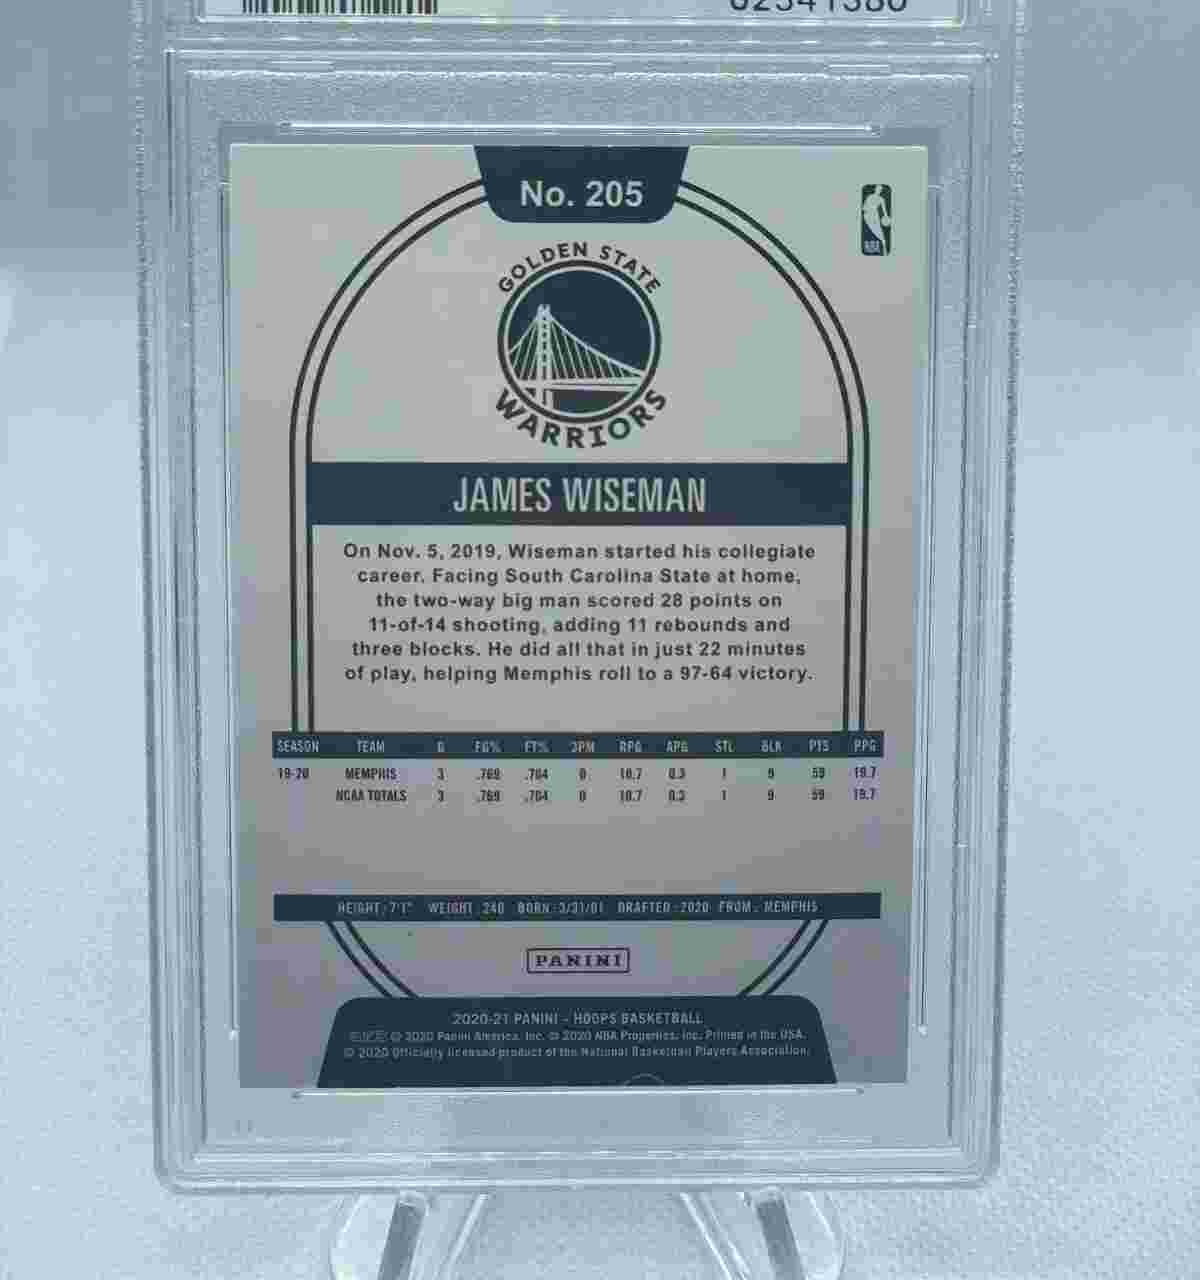 No. 205
NBA
GOLDEN STATE
WARRIORS
JAMES WISEMAN
On Nov. 5, 2019, Wiseman started his collegiate
career. Facing South Carolina State at home,
the two-way big man scored 28 points on
11-of-14 shooting, adding 11 rebounds and
three blocks. He did all that in just 22 minutes
of play, helping Memphis roll to a 97-64 victory.
SEASON TEAM G FG% FT% 3PM RPG APG STL BLK PTS PPG
19-20 MEMPHIS 3 .769 .704 0 10.7 0.3 1 9 59 19.7
NCAA TOTALS 3 .769 .704 0 10.7 0.3 1 9 59 19.7
HEIGHT: 7'1" WEIGHT: 240 BORN: 3/31/01 DRAFTED: 2020 FROM: MEMPHIS
PANINI
2020-21 PANINI - HOOPS BASKETBALL
© 2020 Panini America, Inc. © 2020 NBA Properties, Inc. Printed in the USA.
© 2020 Officially licensed product of the National Basketball Players Association.